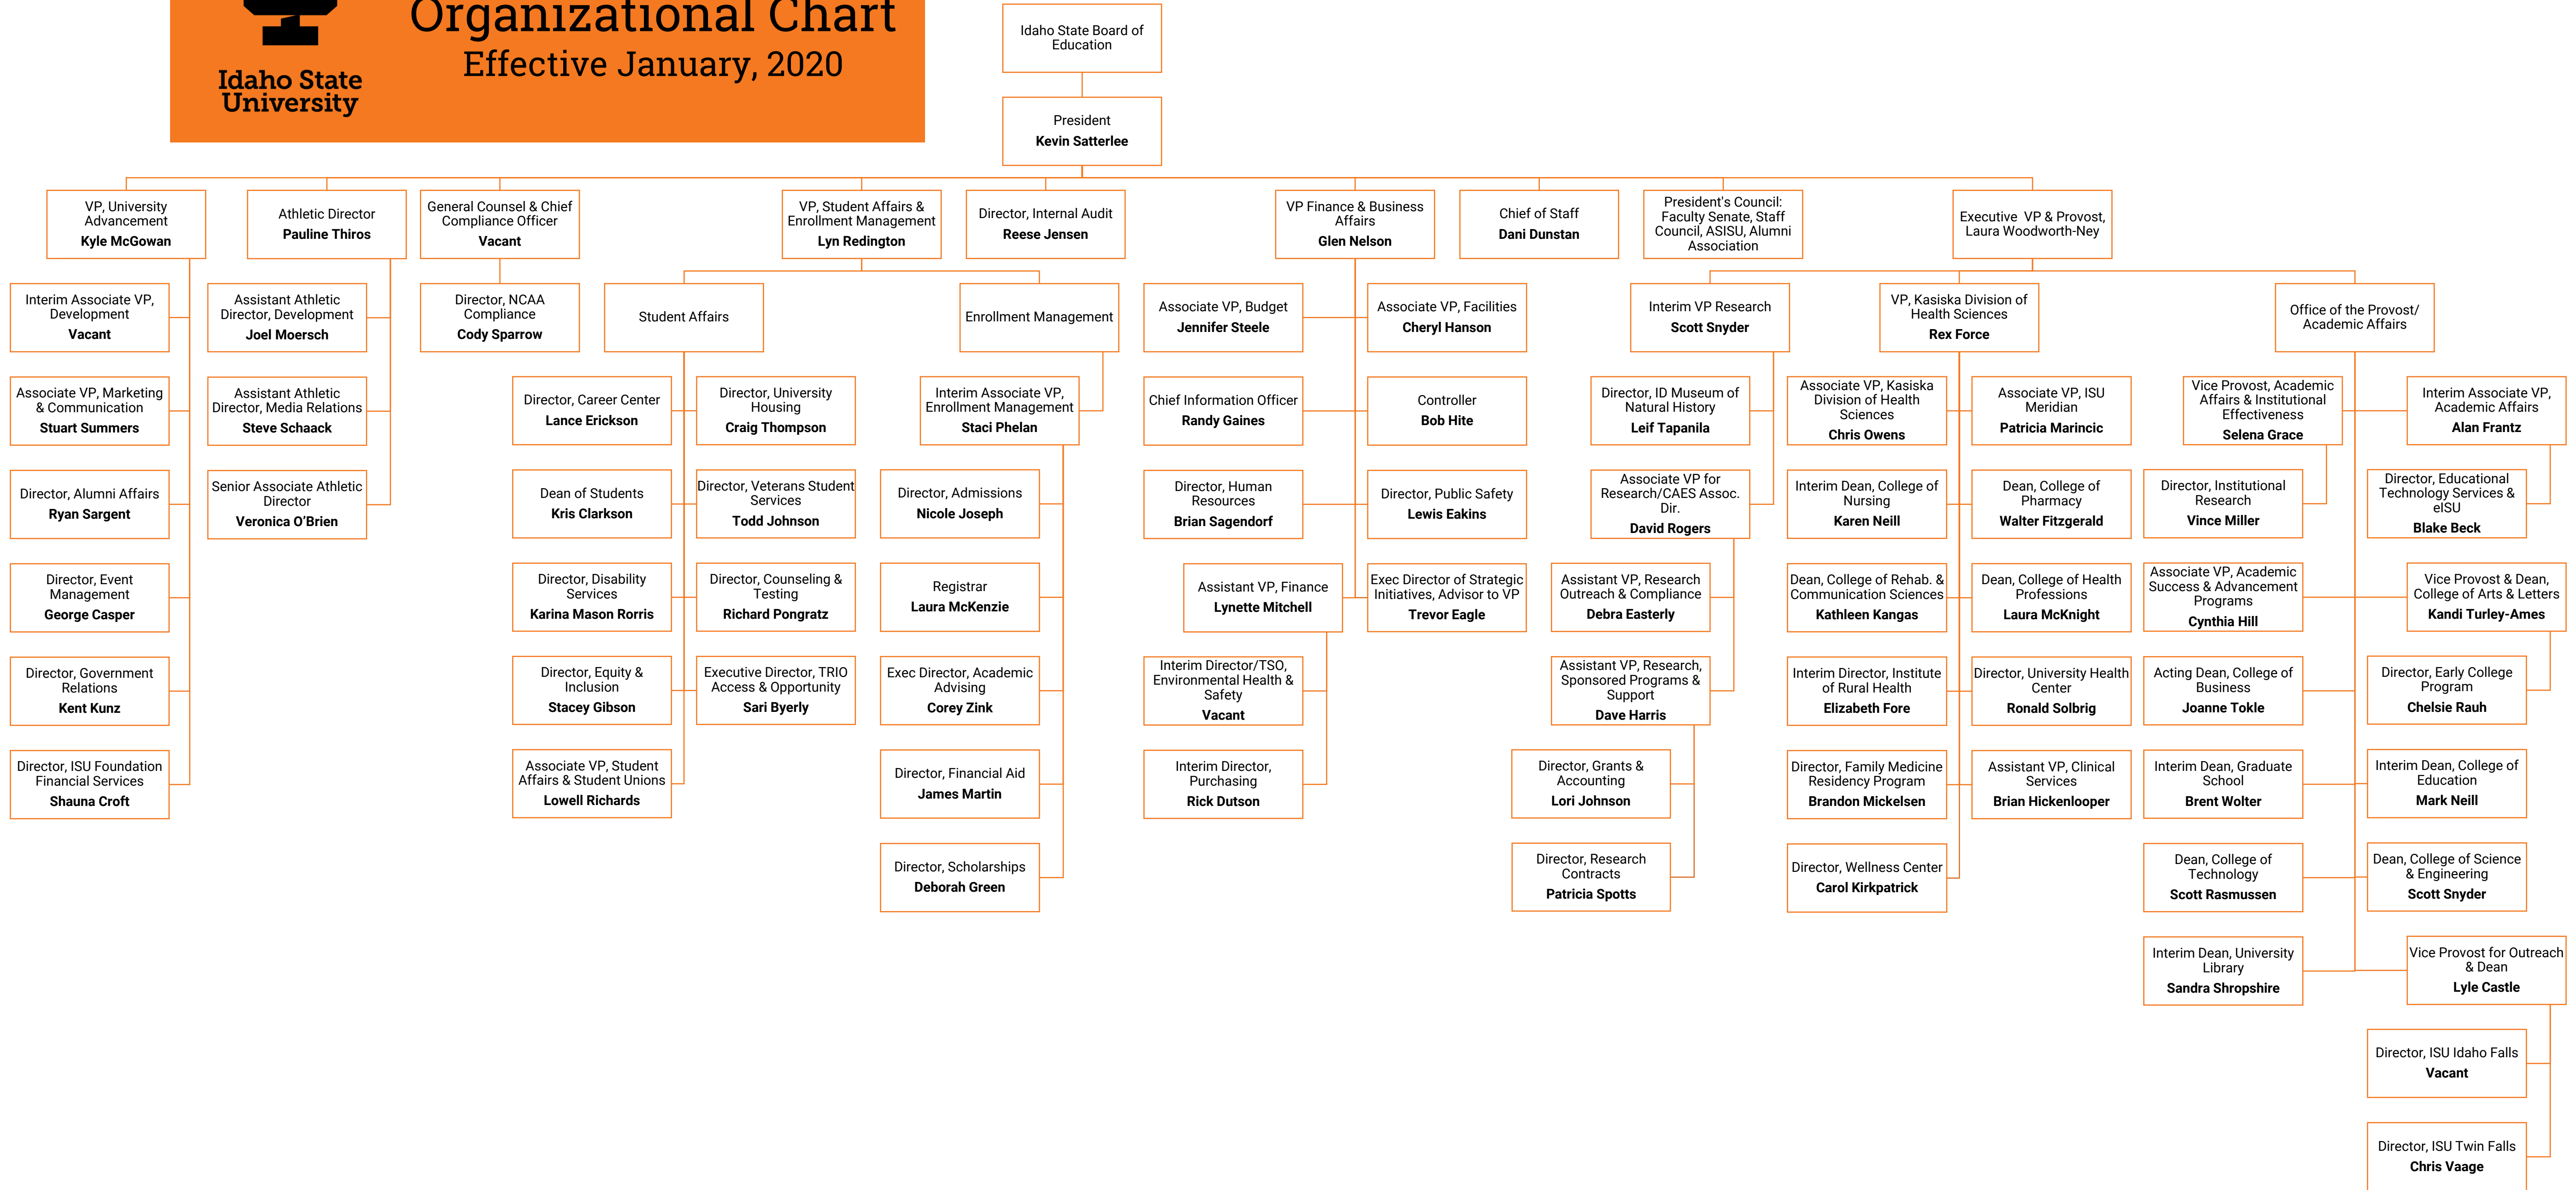 Organizational Chart
Effective January, 2020
Idaho State
University
Idaho State Board of
Education
President
Kevin Satterlee
VP, University
Advancement
Kyle McGowan
Athletic Director
Pauline Thiros
General Counsel & Chief
Compliance Officer
Vacant
VP, Student Affairs &
Enrollment Management
Lyn Redington
Director, Internal Audit
Reese Jensen
VP Finance & Business
Affairs
Glen Nelson
Chief of Staff
Dani Dunstan
President's Council:
Faculty Senate, Staff
Council, ASISU, Alumni
Association
Executive VP & Provost,
Laura Woodworth-Ney
Interim Associate VP,
Development
Vacant
Associate VP, Marketing
& Communication
Stuart Summers
Director, Alumni Affairs
Ryan Sargent
Director, Event
Management
George Casper
Director, Government
Relations
Kent Kunz
Director, ISU Foundation
Financial Services
Shauna Croft
Assistant Athletic
Director, Development
Joel Moersch
Assistant Athletic
Director, Media Relations
Steve Schaack
Senior Associate Athletic
Director
Veronica O’Brien
Director, NCAA
Compliance
Cody Sparrow
Student Affairs
Director, Career Center
Lance Erickson
Director, University
Housing
Craig Thompson
Dean of Students
Kris Clarkson
Director, Veterans Student
Services
Todd Johnson
Director, Disability
Services
Karina Mason Rorris
Director, Counseling &
Testing
Richard Pongratz
Director, Equity &
Inclusion
Stacey Gibson
Executive Director, TRIO
Access & Opportunity
Sari Byerly
Associate VP, Student
Affairs & Student Unions
Lowell Richards
Enrollment Management
Interim Associate VP,
Enrollment Management
Staci Phelan
Director, Admissions
Nicole Joseph
Registrar
Laura McKenzie
Exec Director, Academic
Advising
Corey Zink
Director, Financial Aid
James Martin
Director, Scholarships
Deborah Green
Associate VP, Budget
Jennifer Steele
Associate VP, Facilities
Cheryl Hanson
Chief Information Officer
Randy Gaines
Controller
Bob Hite
Director, Human
Resources
Brian Sagendorf
Director, Public Safety
Lewis Eakins
Assistant VP, Finance
Lynette Mitchell
Exec Director of Strategic
Initiatives, Advisor to VP
Trevor Eagle
Interim Director/TSO,
Environmental Health &
Safety
Vacant
Interim Director,
Purchasing
Rick Dutson
Interim VP Research
Scott Snyder
Director, ID Museum of
Natural History
Leif Tapanila
Associate VP for
Research/CAES Assoc.
Dir.
David Rogers
Assistant VP, Research
Outreach & Compliance
Debra Easterly
Assistant VP, Research,
Sponsored Programs &
Support
Dave Harris
Director, Grants &
Accounting
Lori Johnson
Director, Research
Contracts
Patricia Spotts
VP, Kasiska Division of
Health Sciences
Rex Force
Associate VP, Kasiska
Division of Health
Sciences
Chris Owens
Associate VP, ISU
Meridian
Patricia Marincic
Interim Dean, College of
Nursing
Karen Neill
Dean, College of
Pharmacy
Walter Fitzgerald
Dean, College of Rehab. &
Communication Sciences
Kathleen Kangas
Dean, College of Health
Professions
Laura McKnight
Interim Director, Institute
of Rural Health
Elizabeth Fore
Director, University Health
Center
Ronald Solbrig
Director, Family Medicine
Residency Program
Brandon Mickelsen
Assistant VP, Clinical
Services
Brian Hickenlooper
Director, Wellness Center
Carol Kirkpatrick
Office of the Provost/
Academic Affairs
Vice Provost, Academic
Affairs & Institutional
Effectiveness
Selena Grace
Interim Associate VP,
Academic Affairs
Alan Frantz
Director, Institutional
Research
Vince Miller
Director, Educational
Technology Services &
eISU
Blake Beck
Associate VP, Academic
Success & Advancement
Programs
Cynthia Hill
Vice Provost & Dean,
College of Arts & Letters
Kandi Turley-Ames
Acting Dean, College of
Business
Joanne Tokle
Director, Early College
Program
Chelsie Rauh
Interim Dean, Graduate
School
Brent Wolter
Interim Dean, College of
Education
Mark Neill
Dean, College of
Technology
Scott Rasmussen
Dean, College of Science
& Engineering
Scott Snyder
Interim Dean, University
Library
Sandra Shropshire
Vice Provost for Outreach
& Dean
Lyle Castle
Director, ISU Idaho Falls
Vacant
Director, ISU Twin Falls
Chris Vaage